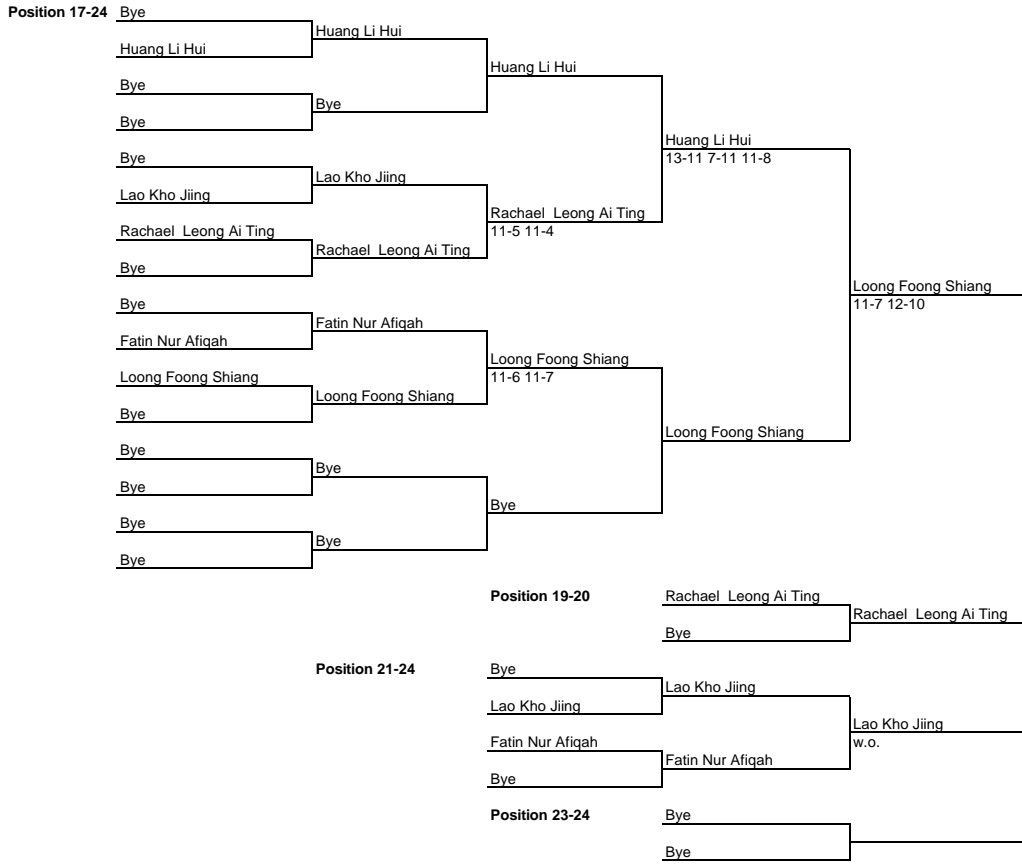 Position 17-24 Bye
Huang Li Hui
Huang Li Hui
Huang Li Hui
Bye
Bye
Bye
Huang Li Hui
13-11 7-11 11-8
Bye
Lao Kho Jiing
Lao Kho Jiing
Rachael Leong Ai Ting
11-5 11-4
Rachael Leong Ai Ting
Rachael Leong Ai Ting
Bye
Loong Foong Shiang
11-7 12-10
Bye
Fatin Nur Afiqah
Fatin Nur Afiqah
Loong Foong Shiang
11-6 11-7
Loong Foong Shiang
Loong Foong Shiang
Bye
Loong Foong Shiang
Bye
Bye
Bye
Bye
Bye
Bye
Bye
Position 19-20 Rachael Leong Ai Ting
Rachael Leong Ai Ting
Bye
Position 21-24 Bye
Lao Kho Jiing
Lao Kho Jiing
Lao Kho Jiing
w.o.
Fatin Nur Afiqah
Fatin Nur Afiqah
Bye
Position 23-24 Bye
Bye